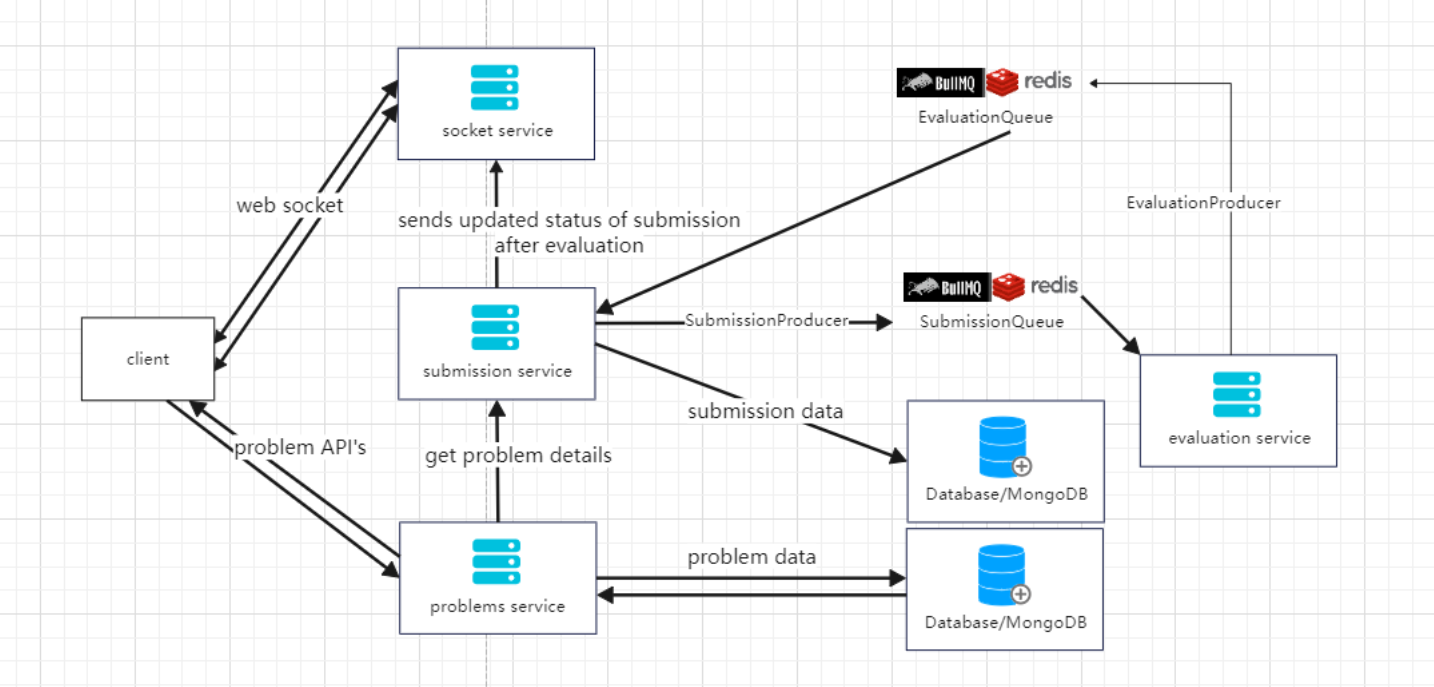 BullMQ redis
EvaluationQueue
socket service
web socket
EvaluationProducer
sends updated status of submission
after evaluation
BullMQ redis
SubmissionProducer
SubmissionQueue
client
submission service
submission data
evaluation service
problem API's
get problem details
Database/MongoDB
problem data
problems service
Database/MongoDB